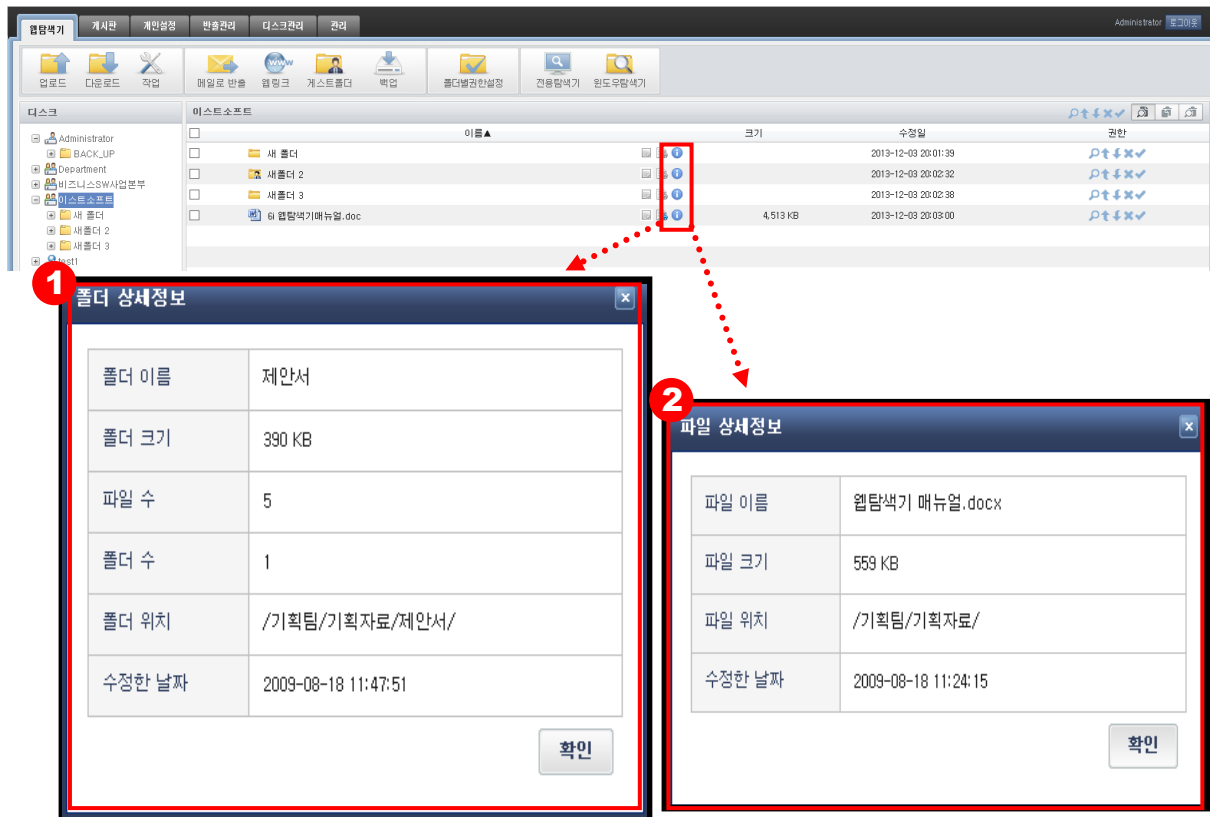 웹탐색기 게시판 개인설정 반출관리 디스크관리 관리 Administrator 로그아웃
업로드 다운로드 작업 메일로 반출 웹링크 게스트폴더 백업 폴더별권한설정 전용탐색기 윈도우탐색기
디스크 이스트소프트
이름▲ 크기 수정일 권한
Administrator
BACK_UP
Department
비즈니스SW사업본부
이스트소프트
새 폴더
새폴더 2
새폴더 3
test1
새 폴더 2013-12-03 20:01:39
새폴더 2 2013-12-03 20:02:32
새폴더 3 2013-12-03 20:02:38
6i 웹탐색기매뉴얼.doc 4,513 KB 2013-12-03 20:03:00
1
폴더 상세정보
폴더 이름 제안서
폴더 크기 390 KB
파일 수 5
폴더 수 1
폴더 위치 /기획팀/기획자료/제안서/
수정한 날짜 2009-08-18 11:47:51
확인
2
파일 상세정보
파일 이름 웹탐색기 매뉴얼.docx
파일 크기 559 KB
파일 위치 /기획팀/기획자료/
수정한 날짜 2009-08-18 11:24:15
확인